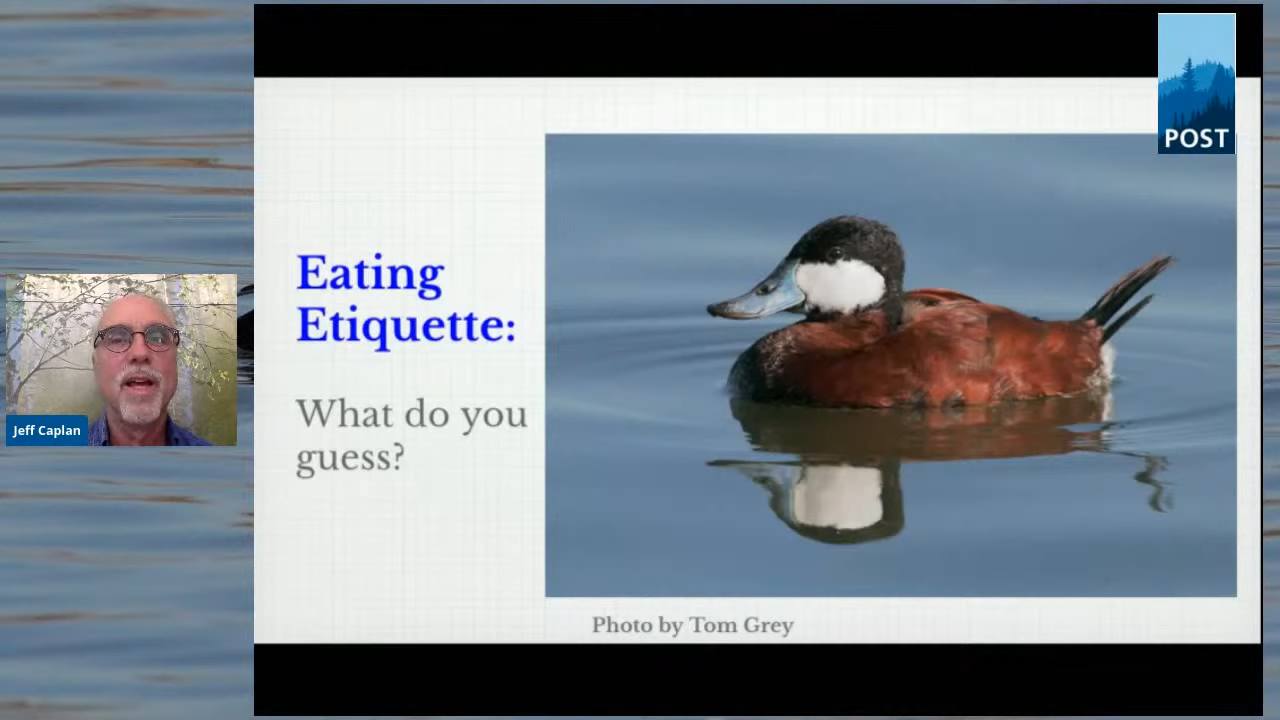 POST
Eating
Etiquette:
What do you
guess?
Jeff Caplan
Photo by Tom Grey